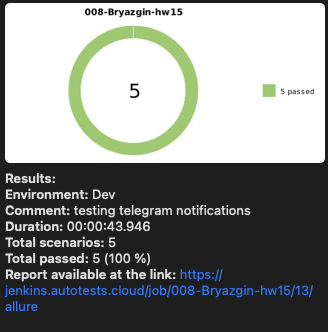 008-Bryazgin-hw15
5
5 passed
Results:
Environment: Dev
Comment: testing telegram notifications
Duration: 00:00:43.946
Total scenarios: 5
Total passed: 5 (100 %)
Report available at the link: https://
jenkins.autotests.cloud/job/008-Bryazgin-hw15/13/
allure